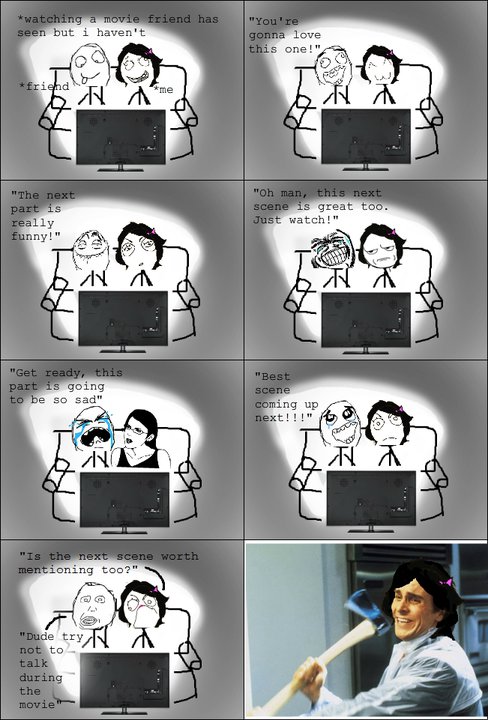 *watching a movie friend has
seen but i haven't
*friend
*me
"You're
gonna love
this one!"
"The next
part is
really
funny!"
"Oh man, this next
scene is great too.
Just watch!"
"Get ready, this
part is going
to be so sad"
"Best
scene
coming up
next!!!"
"Is the next scene worth
mentioning too?"
"Dude try
not to
talk
during
the
movie"